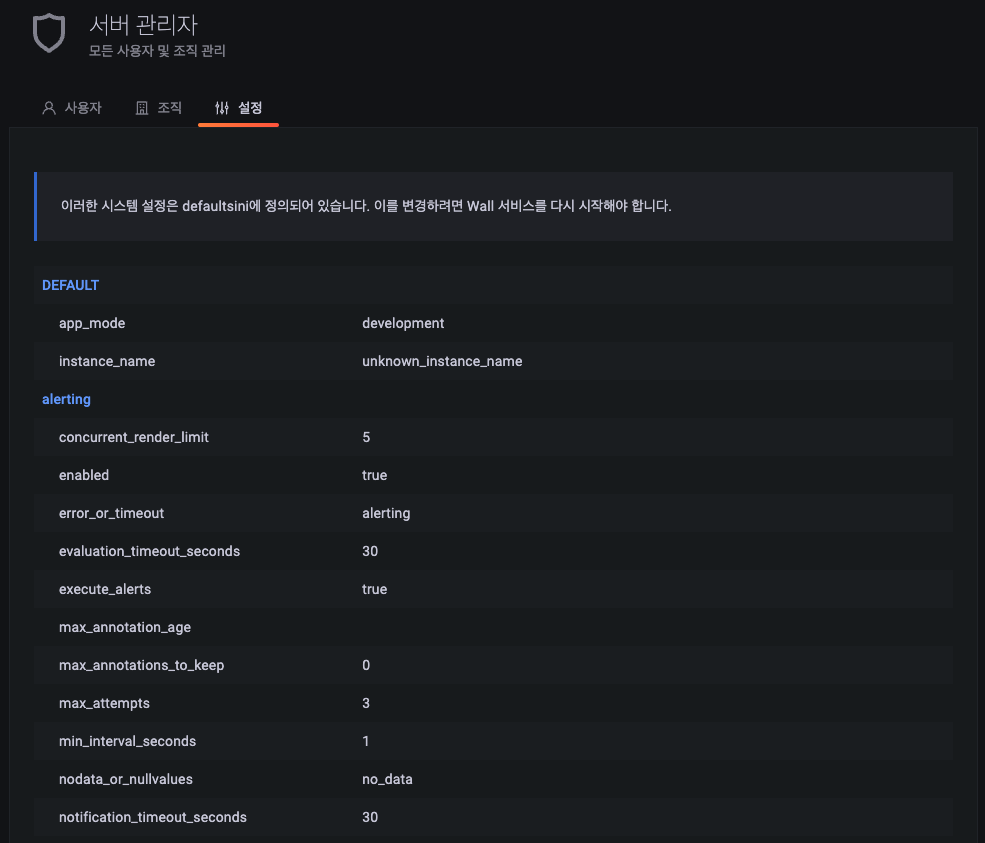 서버 관리자
모든 사용자 및 조직 관리
사용자 조직 설정
이러한 시스템 설정은 defaultsini에 정의되어 있습니다. 이를 변경하려면 Wall 서비스를 다시 시작해야 합니다.
DEFAULT
app_mode development
instance_name unknown_instance_name
alerting
concurrent_render_limit 5
enabled true
error_or_timeout alerting
evaluation_timeout_seconds 30
execute_alerts true
max_annotation_age
max_annotations_to_keep 0
max_attempts 3
min_interval_seconds 1
nodata_or_nullvalues no_data
notification_timeout_seconds 30